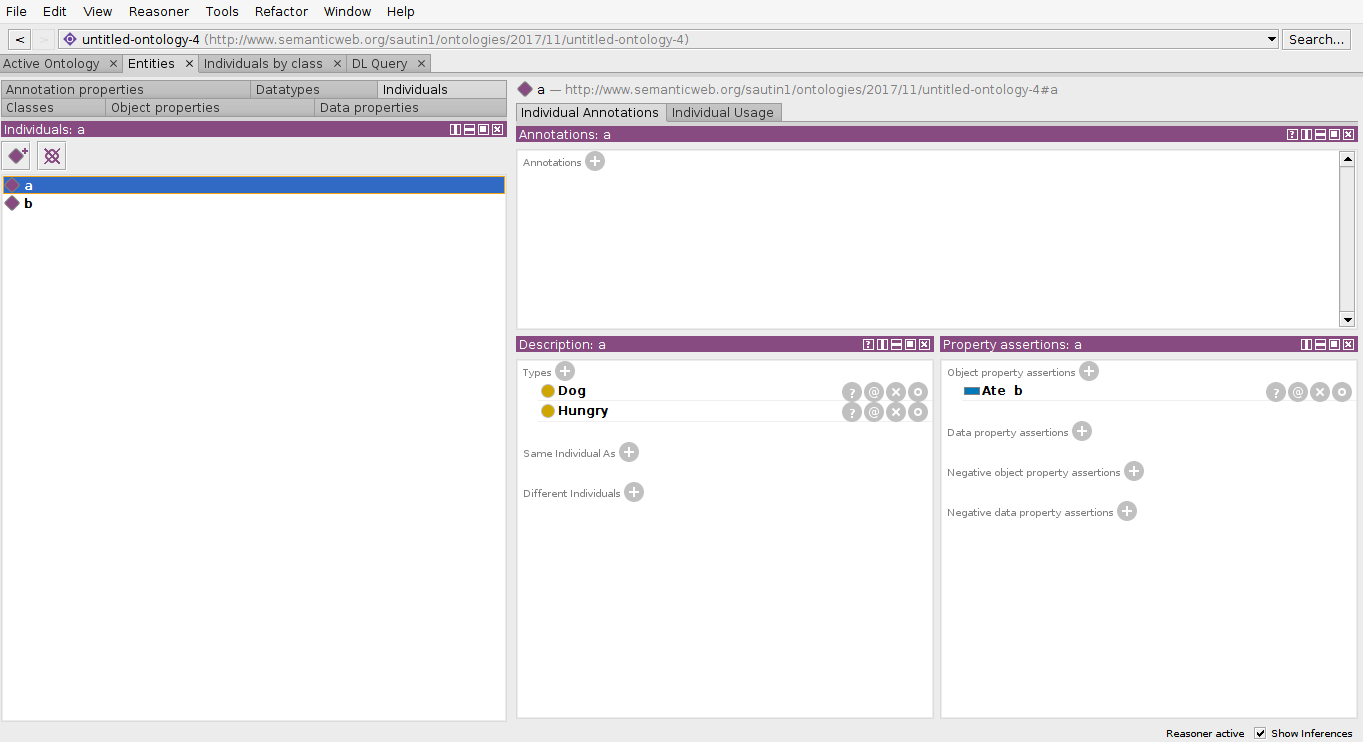 File Edit View Reasoner Tools Refactor Window Help
< > untitled-ontology-4 (http://www.semanticweb.org/sautin1/ontologies/2017/11/untitled-ontology-4) Search...
Active Ontology × Entities × Individuals by class × DL Query ×
Annotation properties Datatypes Individuals
Classes Object properties Data properties
Individuals: a
a
b
a — http://www.semanticweb.org/sautin1/ontologies/2017/11/untitled-ontology-4#a
Individual Annotations Individual Usage
Annotations: a
Annotations +
Description: a
Types +
Dog ? @ × o
Hungry ? @ × o
Same Individual As +
Different Individuals +
Property assertions: a
Object property assertions +
Ate b ? @ × o
Data property assertions +
Negative object property assertions +
Negative data property assertions +
Reasoner active Show Inferences